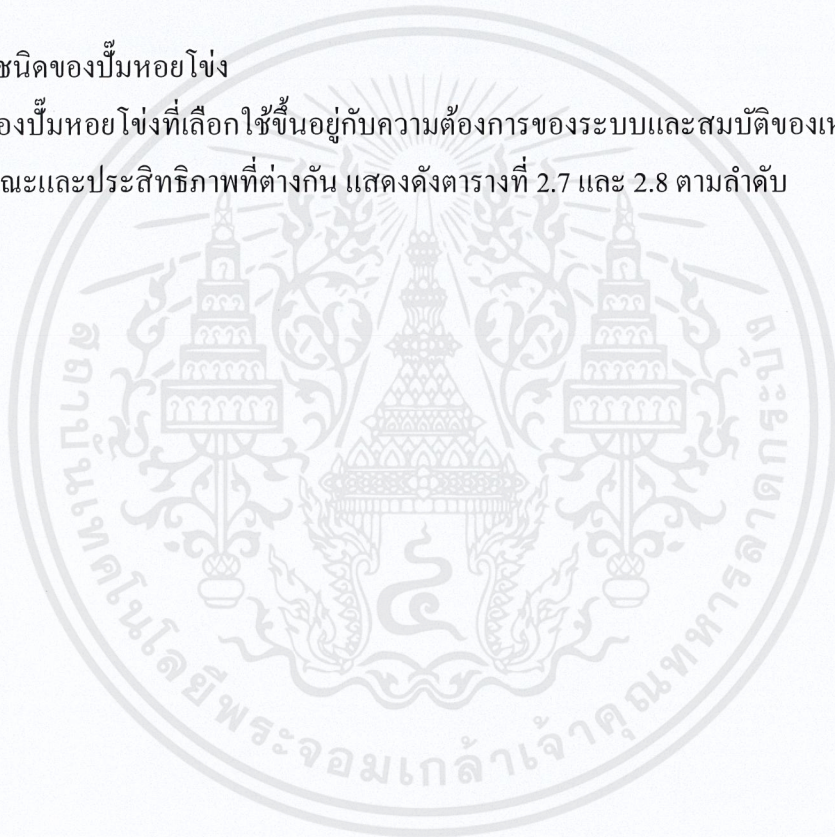 ชนิดของปั๊มหอยโข่ง
องปั๊มหอยโข่งที่เลือกใช้ขึ้นอยู่กับความต้องการของระบบและสมบัติของเห
ณะและประสิทธิภาพที่ต่างกัน แสดงดังตารางที่ 2.7 และ 2.8 ตามลำดับ
สถาบันเทคโนโลยีพระจอมเกล้าเจ้าคุณทหารลาดกระบัง